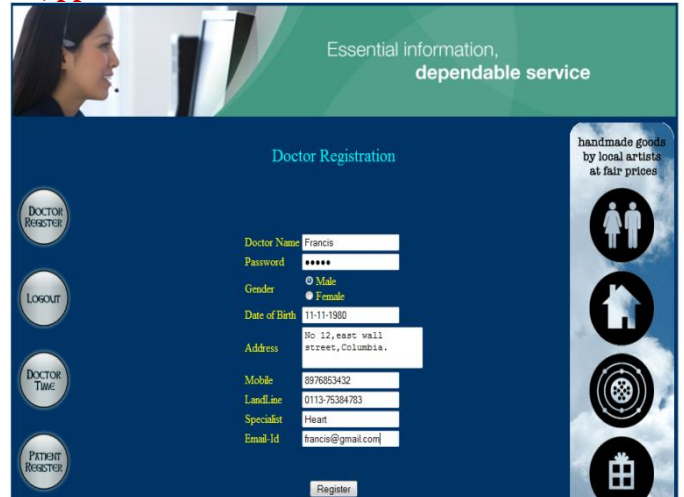 Essential information,
dependable service
Doctor Registration
handmade goods
by local artists
at fair prices
DOCTOR
REGISTER
LOGOUT
DOCTOR
TIME
PATIENT
REGISTER
Doctor Name Francis
Password •••••
Gender Male
Female
Date of Birth 11-11-1980
Address No 12,east wall
street,Columbia.
Mobile 8976853432
LandLine 0113-75384783
Specialist Heart
Email-Id francis@gmail.com
Register